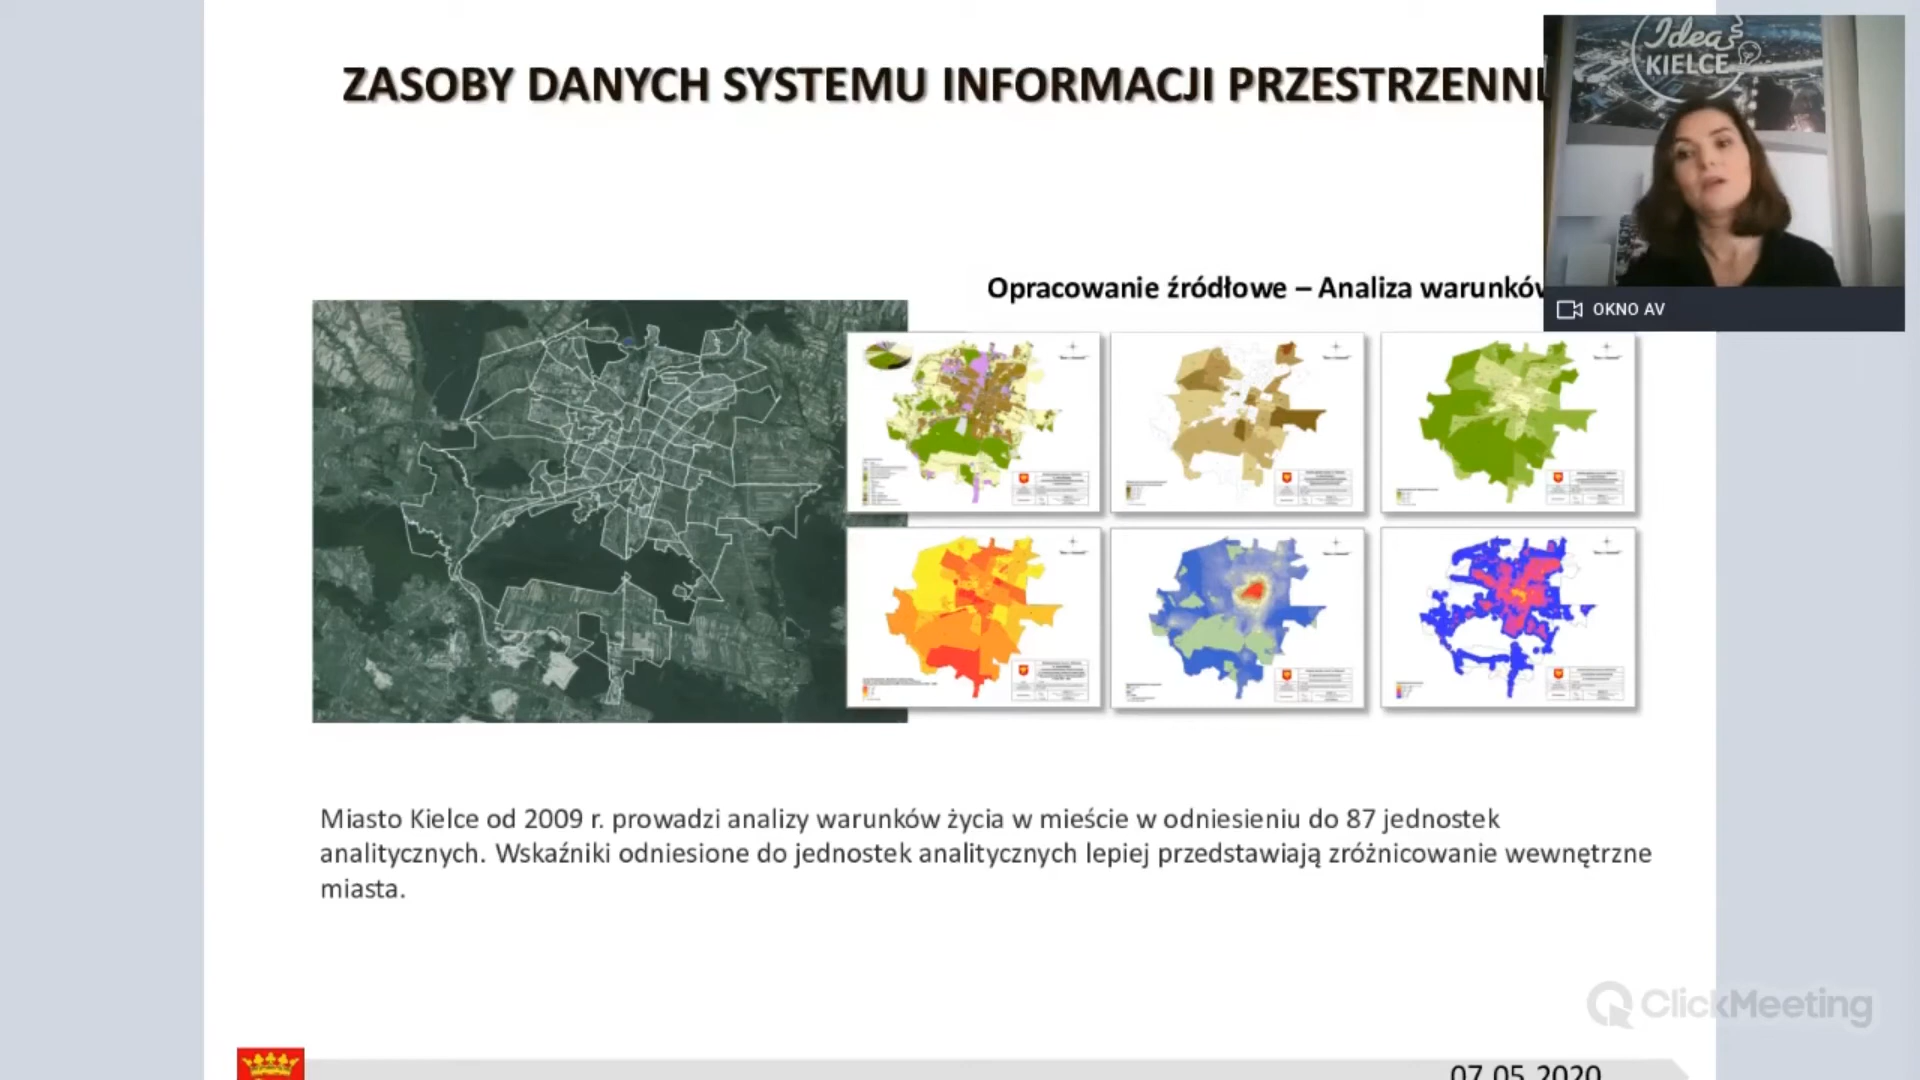 ZASOBY DANYCH SYSTEMU INFORMACJI PRZESTRZENN
Idea
KIELCE
OKNO AV
Opracowanie źródłowe – Analiza warunków
Miasto Kielce od 2009 r. prowadzi analizy warunków życia w mieście w odniesieniu do 87 jednostek
analitycznych. Wskaźniki odniesione do jednostek analitycznych lepiej przedstawiają zróżnicowanie wewnętrzne
miasta.
ClickMeeting
07.05.2020